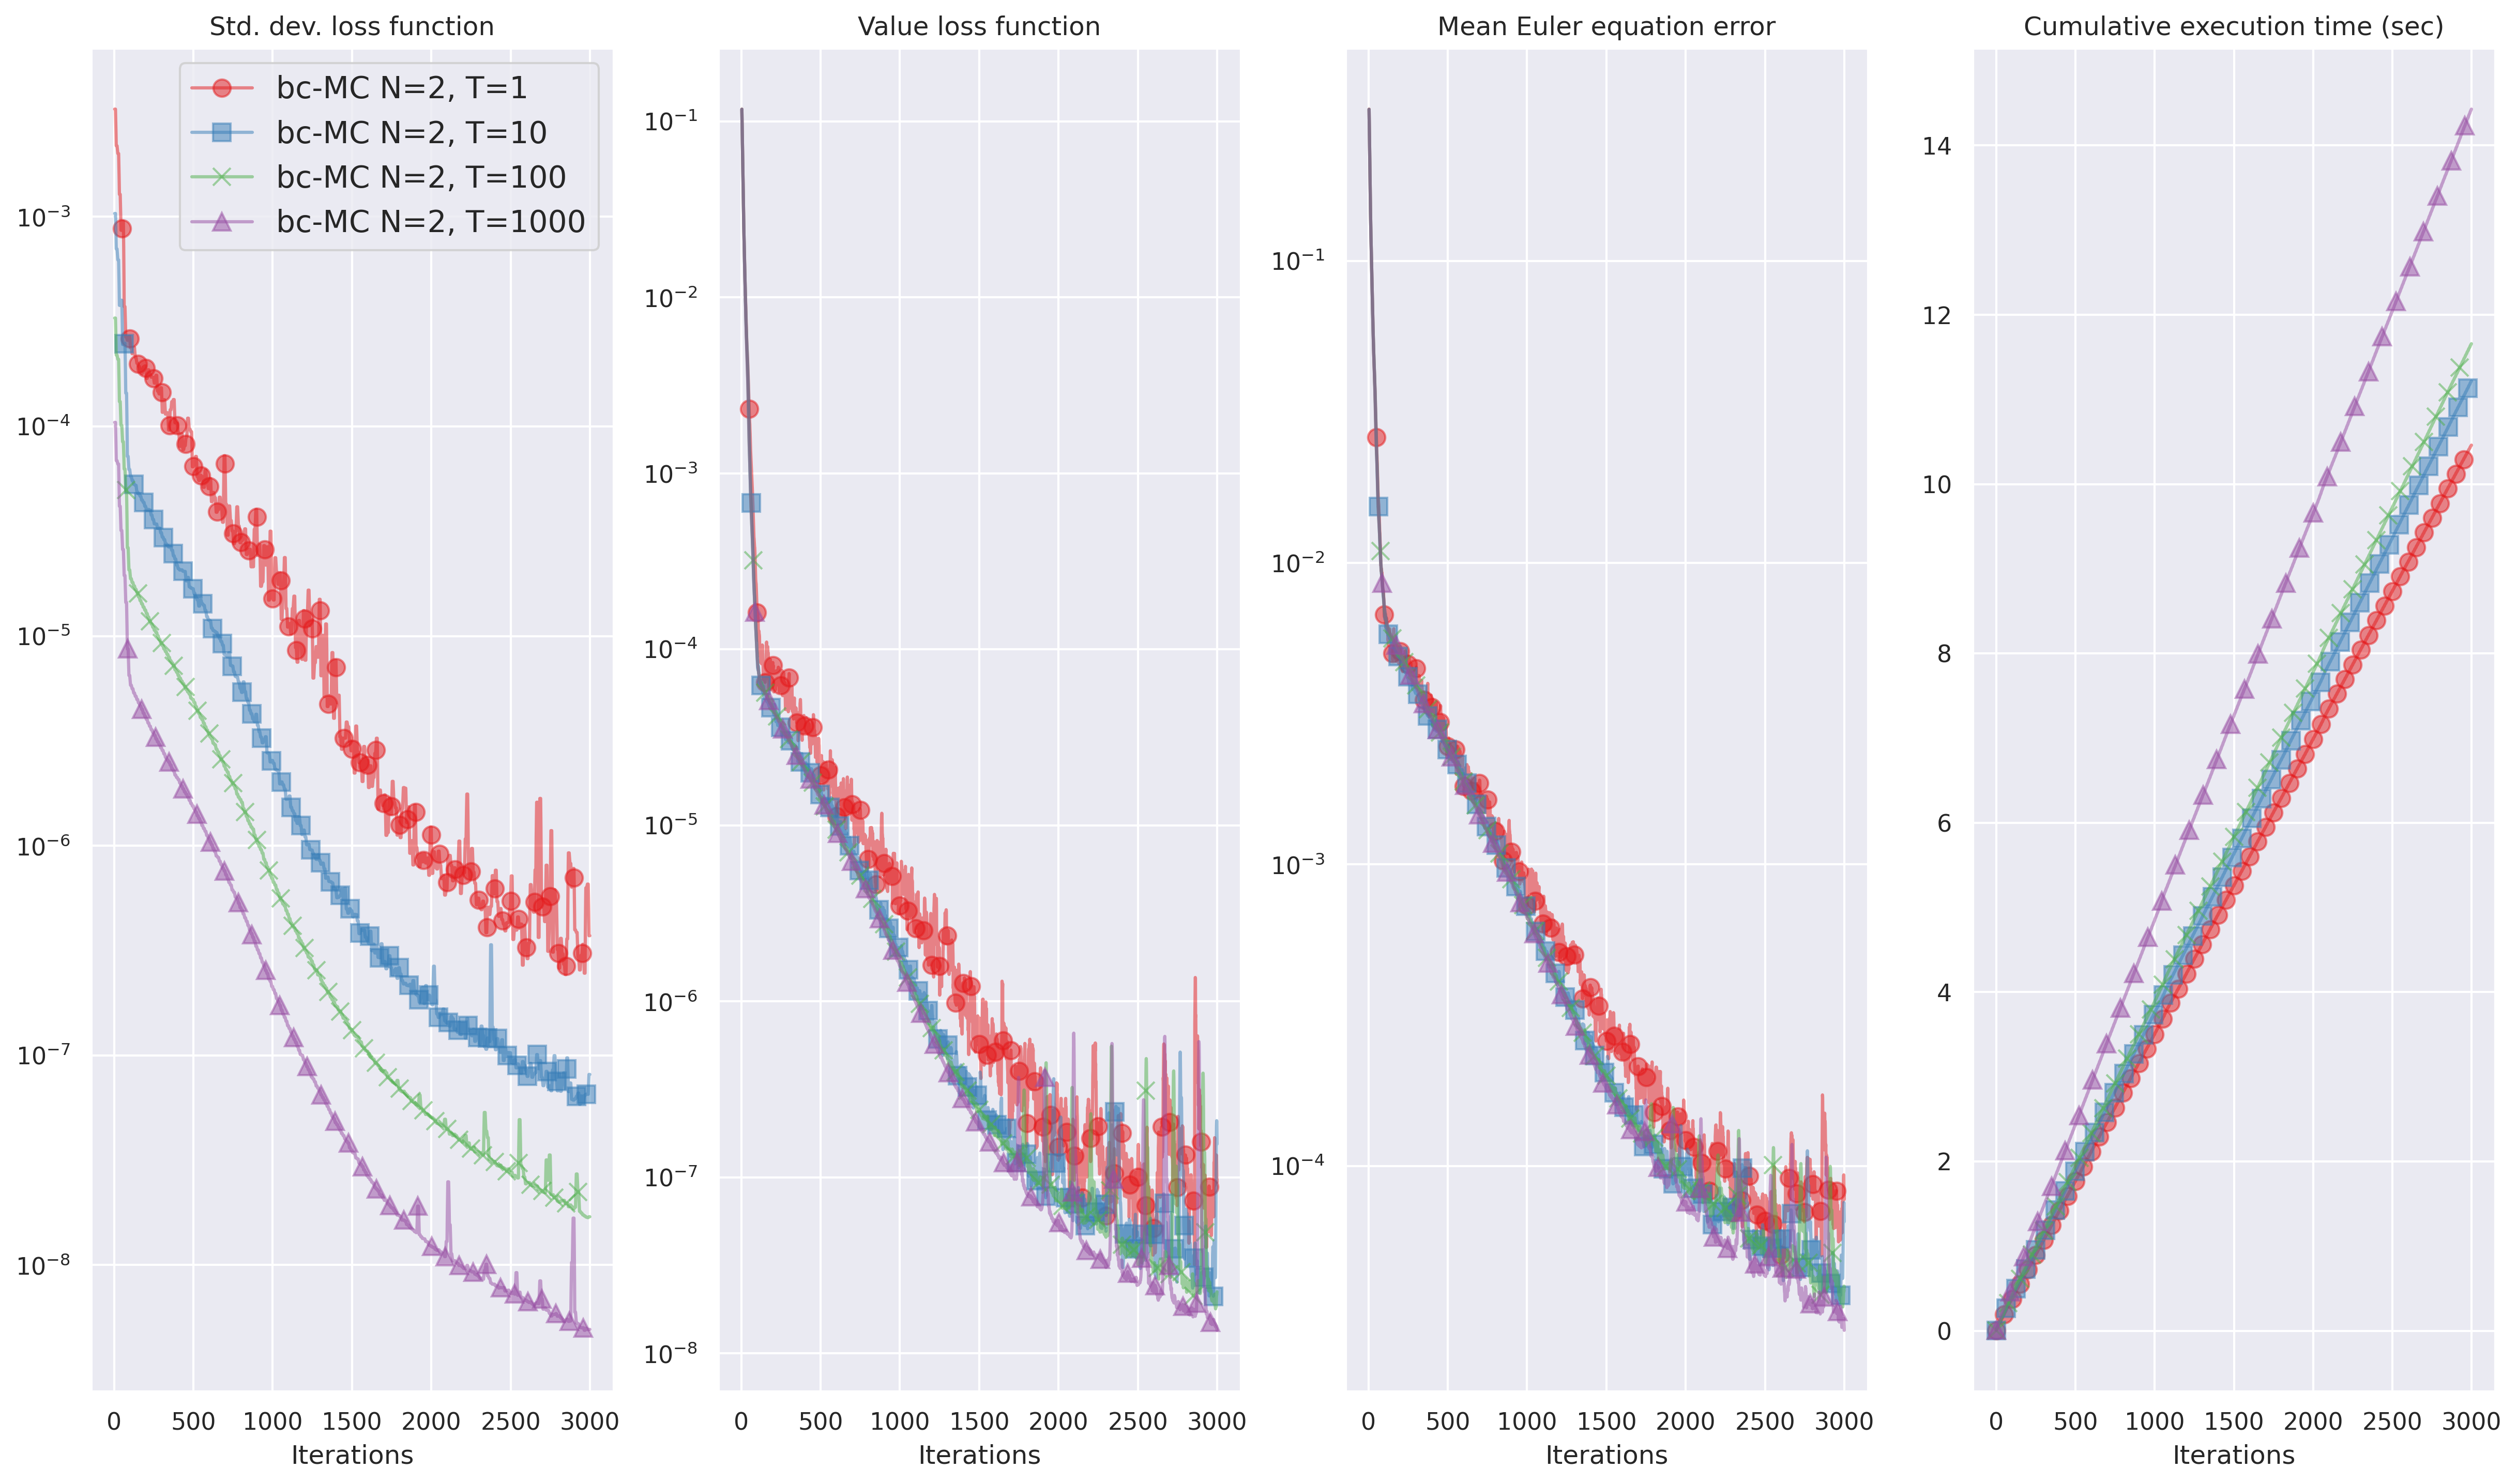 Std. dev. loss function
Value loss function
Mean Euler equation error
Cumulative execution time (sec)
bc-MC N=2, T=1
bc-MC N=2, T=10
bc-MC N=2, T=100
bc-MC N=2, T=1000
10⁻³
10⁻⁴
10⁻⁵
10⁻⁶
10⁻⁷
10⁻⁸
0 500 1000 1500 2000 2500 3000
Iterations
10⁻¹
10⁻²
10⁻³
10⁻⁴
10⁻⁵
10⁻⁶
10⁻⁷
10⁻⁸
0 500 1000 1500 2000 2500 3000
Iterations
10⁻¹
10⁻²
10⁻³
10⁻⁴
0 500 1000 1500 2000 2500 3000
Iterations
14
12
10
8
6
4
2
0
0 500 1000 1500 2000 2500 3000
Iterations